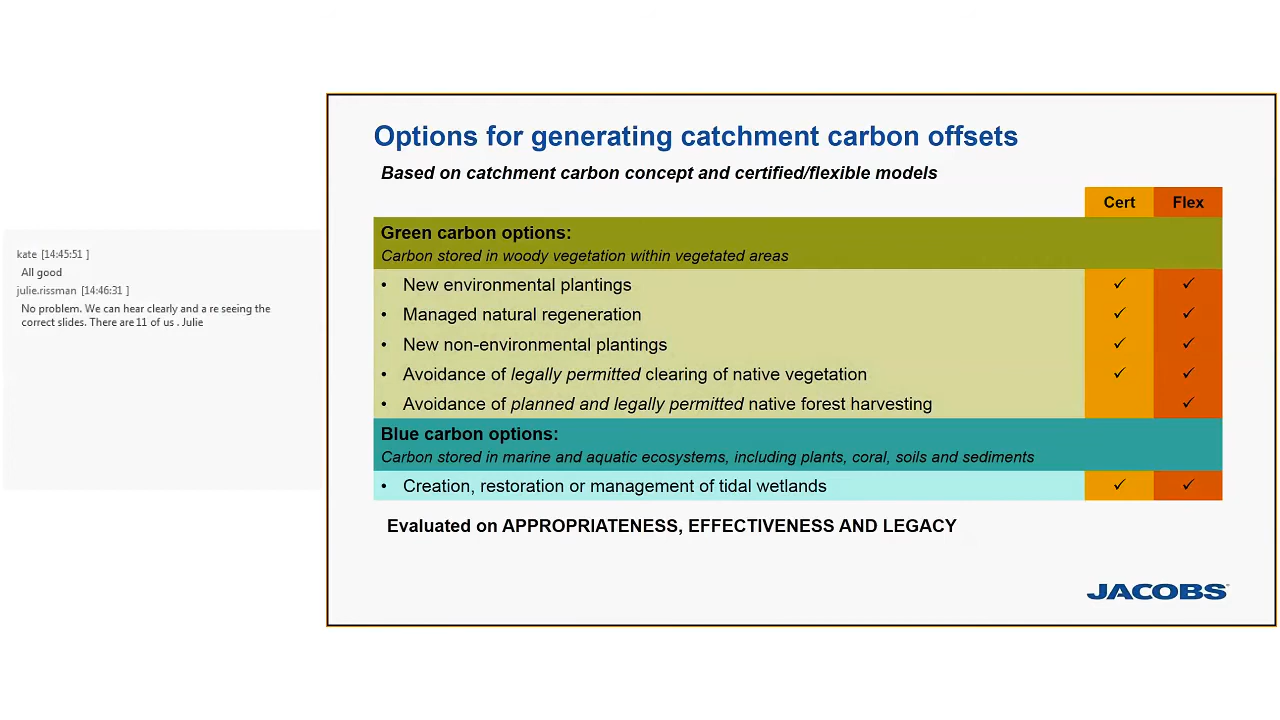 kate [14:45:51 ]
All good
julie.rissman [14:46:31 ]
No problem. We can hear clearly and a re seeing the
correct slides. There are 11 of us . Julie
Options for generating catchment carbon offsets
Based on catchment carbon concept and certified/flexible models
Cert Flex
Green carbon options:
Carbon stored in woody vegetation within vegetated areas
• New environmental plantings ✓ ✓
• Managed natural regeneration ✓ ✓
• New non-environmental plantings ✓ ✓
• Avoidance of legally permitted clearing of native vegetation ✓ ✓
• Avoidance of planned and legally permitted native forest harvesting ✓
Blue carbon options:
Carbon stored in marine and aquatic ecosystems, including plants, coral, soils and sediments
• Creation, restoration or management of tidal wetlands ✓ ✓
Evaluated on APPROPRIATENESS, EFFECTIVENESS AND LEGACY
JACOBS